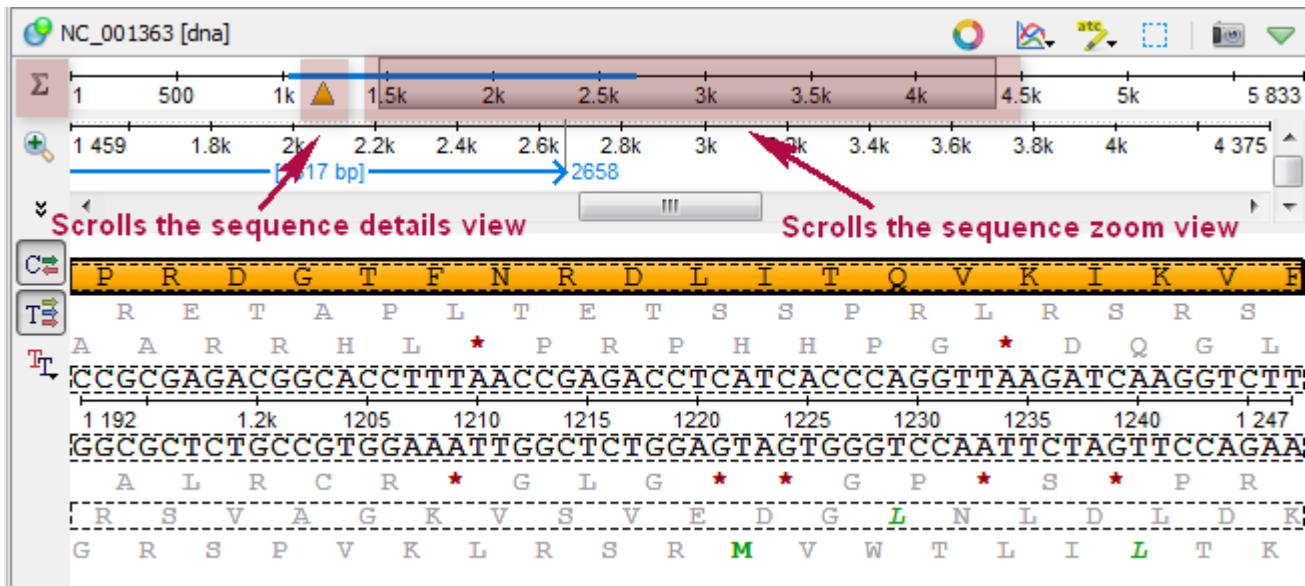 NC_001363 [dna]
atc
Σ
1 500 1k 1.5k 2k 2.5k 3k 3.5k 4k 4.5k 5k 5 833
1 459 1.8k 2k 2.2k 2.4k 2.6k 2.8k 3k 3.4k 3.6k 3.8k 4k 4 375
bp] 2658
Scrolls the sequence details view Scrolls the sequence zoom view
C P R D G T F N R D L I T Q V K I K V F
T R E T A P L T E T S S P R L R S R S
A A R R H L * P R P H H P G * D Q G L
TT CCGCGAGACGGCACCTTTAACCGAGACCTCATCACCCAGGTTAAGATCAAGGTCTT
1 192 1.2k 1205 1210 1215 1220 1225 1230 1235 1240 1 247
GGCGCTCTGCCGTGGAAATTGGCTCTGGAGTAGTGGGTCCAATTCTAGTTCCAGAA
A L R C R * G L G * * G P * S * P R
R S V A G K V S V E D G L N L D L D K
G R S P V K L R S R M V W T L I L T K